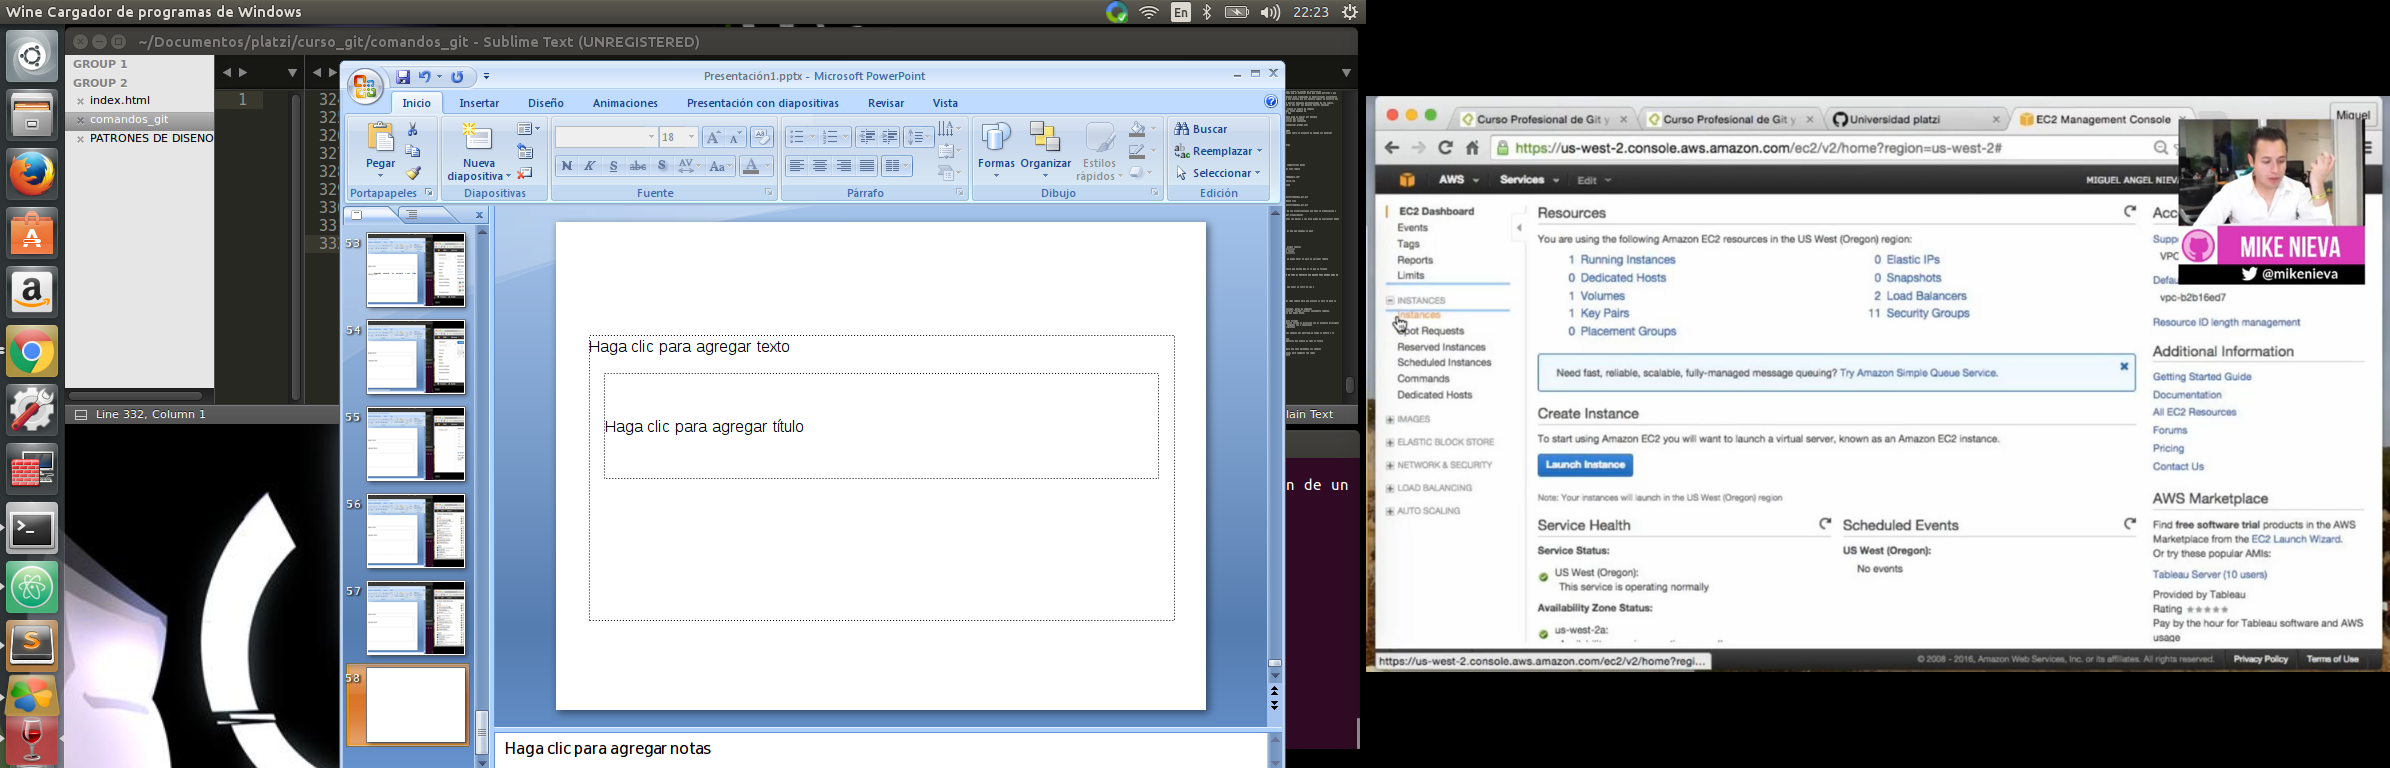 Wine Cargador de programas de Windows
En
22:23
~/Documentos/platzi/curso_git/comandos_git - Sublime Text (UNREGISTERED)
GROUP 1
GROUP 2
index.html
comandos_git
PATRONES DE DISENO
1
Line 332, Column 1
lain Text
n de un
Presentación1.pptx - Microsoft PowerPoint
Inicio
Insertar
Diseño
Animaciones
Presentación con diapositivas
Revisar
Vista
Pegar
Portapapeles
Nueva
diapositiva
Diapositivas
18
Fuente
Párrafo
Formas
Organizar
Estilos
rápidos
Dibujo
Buscar
Reemplazar
Seleccionar
Edición
53
54
55
56
57
58
Haga clic para agregar texto
Haga clic para agregar título
Haga clic para agregar notas
Curso Profesional de Git y
Curso Profesional de Git y
Universidad platzi
EC2 Management Console
Miguel
https://us-west-2.console.aws.amazon.com/ec2/v2/home?region=us-west-2#
AWS
Services
Edit
MIGUEL ANGEL NIEV
MIKE NIEVA
@mikenieva
EC2 Dashboard
Events
Tags
Reports
Limits
INSTANCES
Instances
Spot Requests
Reserved Instances
Scheduled Instances
Commands
Dedicated Hosts
IMAGES
ELASTIC BLOCK STORE
NETWORK & SECURITY
LOAD BALANCING
AUTO SCALING
Resources
You are using the following Amazon EC2 resources in the US West (Oregon) region:
1 Running Instances
0 Elastic IPs
0 Dedicated Hosts
0 Snapshots
1 Volumes
2 Load Balancers
1 Key Pairs
11 Security Groups
0 Placement Groups
Need fast, reliable, scalable, fully-managed message queuing? Try Amazon Simple Queue Service.
Create Instance
To start using Amazon EC2 you will want to launch a virtual server, known as an Amazon EC2 instance.
Launch Instance
Note: Your instances will launch in the US West (Oregon) region
Service Health
Service Status:
US West (Oregon):
This service is operating normally
Availability Zone Status:
us-west-2a:
Scheduled Events
US West (Oregon):
No events
Acc
Supp
VPC
Defau
vpc-b2b16ed7
Resource ID length management
Additional Information
Getting Started Guide
Documentation
All EC2 Resources
Forums
Pricing
Contact Us
AWS Marketplace
Find free software trial products in the AWS
Marketplace from the EC2 Launch Wizard.
Or try these popular AMIs:
Tableau Server (10 users)
Provided by Tableau
Rating
Pay by the hour for Tableau software and AWS
usage
https://us-west-2.console.aws.amazon.com/ec2/v2/home?regi...
© 2008 - 2016, Amazon Web Services, Inc. or its affiliates. All rights reserved.
Privacy Policy
Terms of Use